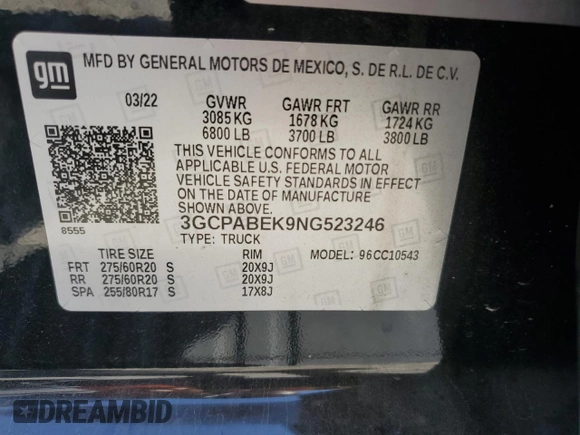 gm
MFD BY GENERAL MOTORS DE MEXICO, S. DE R.L. DE C.V.
03/22 GVWR GAWR FRT GAWR RR
3085 KG 1678 KG 1724 KG
6800 LB 3700 LB 3800 LB
THIS VEHICLE CONFORMS TO ALL
APPLICABLE U.S. FEDERAL MOTOR
VEHICLE SAFETY STANDARDS IN EFFECT
ON THE DATE OF MANUFACTURE
SHOWN ABOVE.
8555 3GCPABEK9NG523246
TYPE: TRUCK MODEL: 96CC10543
TIRE SIZE RIM
FRT 275/60R20 S 20X9J
RR 275/60R20 S 20X9J
SPA 255/80R17 S 17X8J
DREAMBID